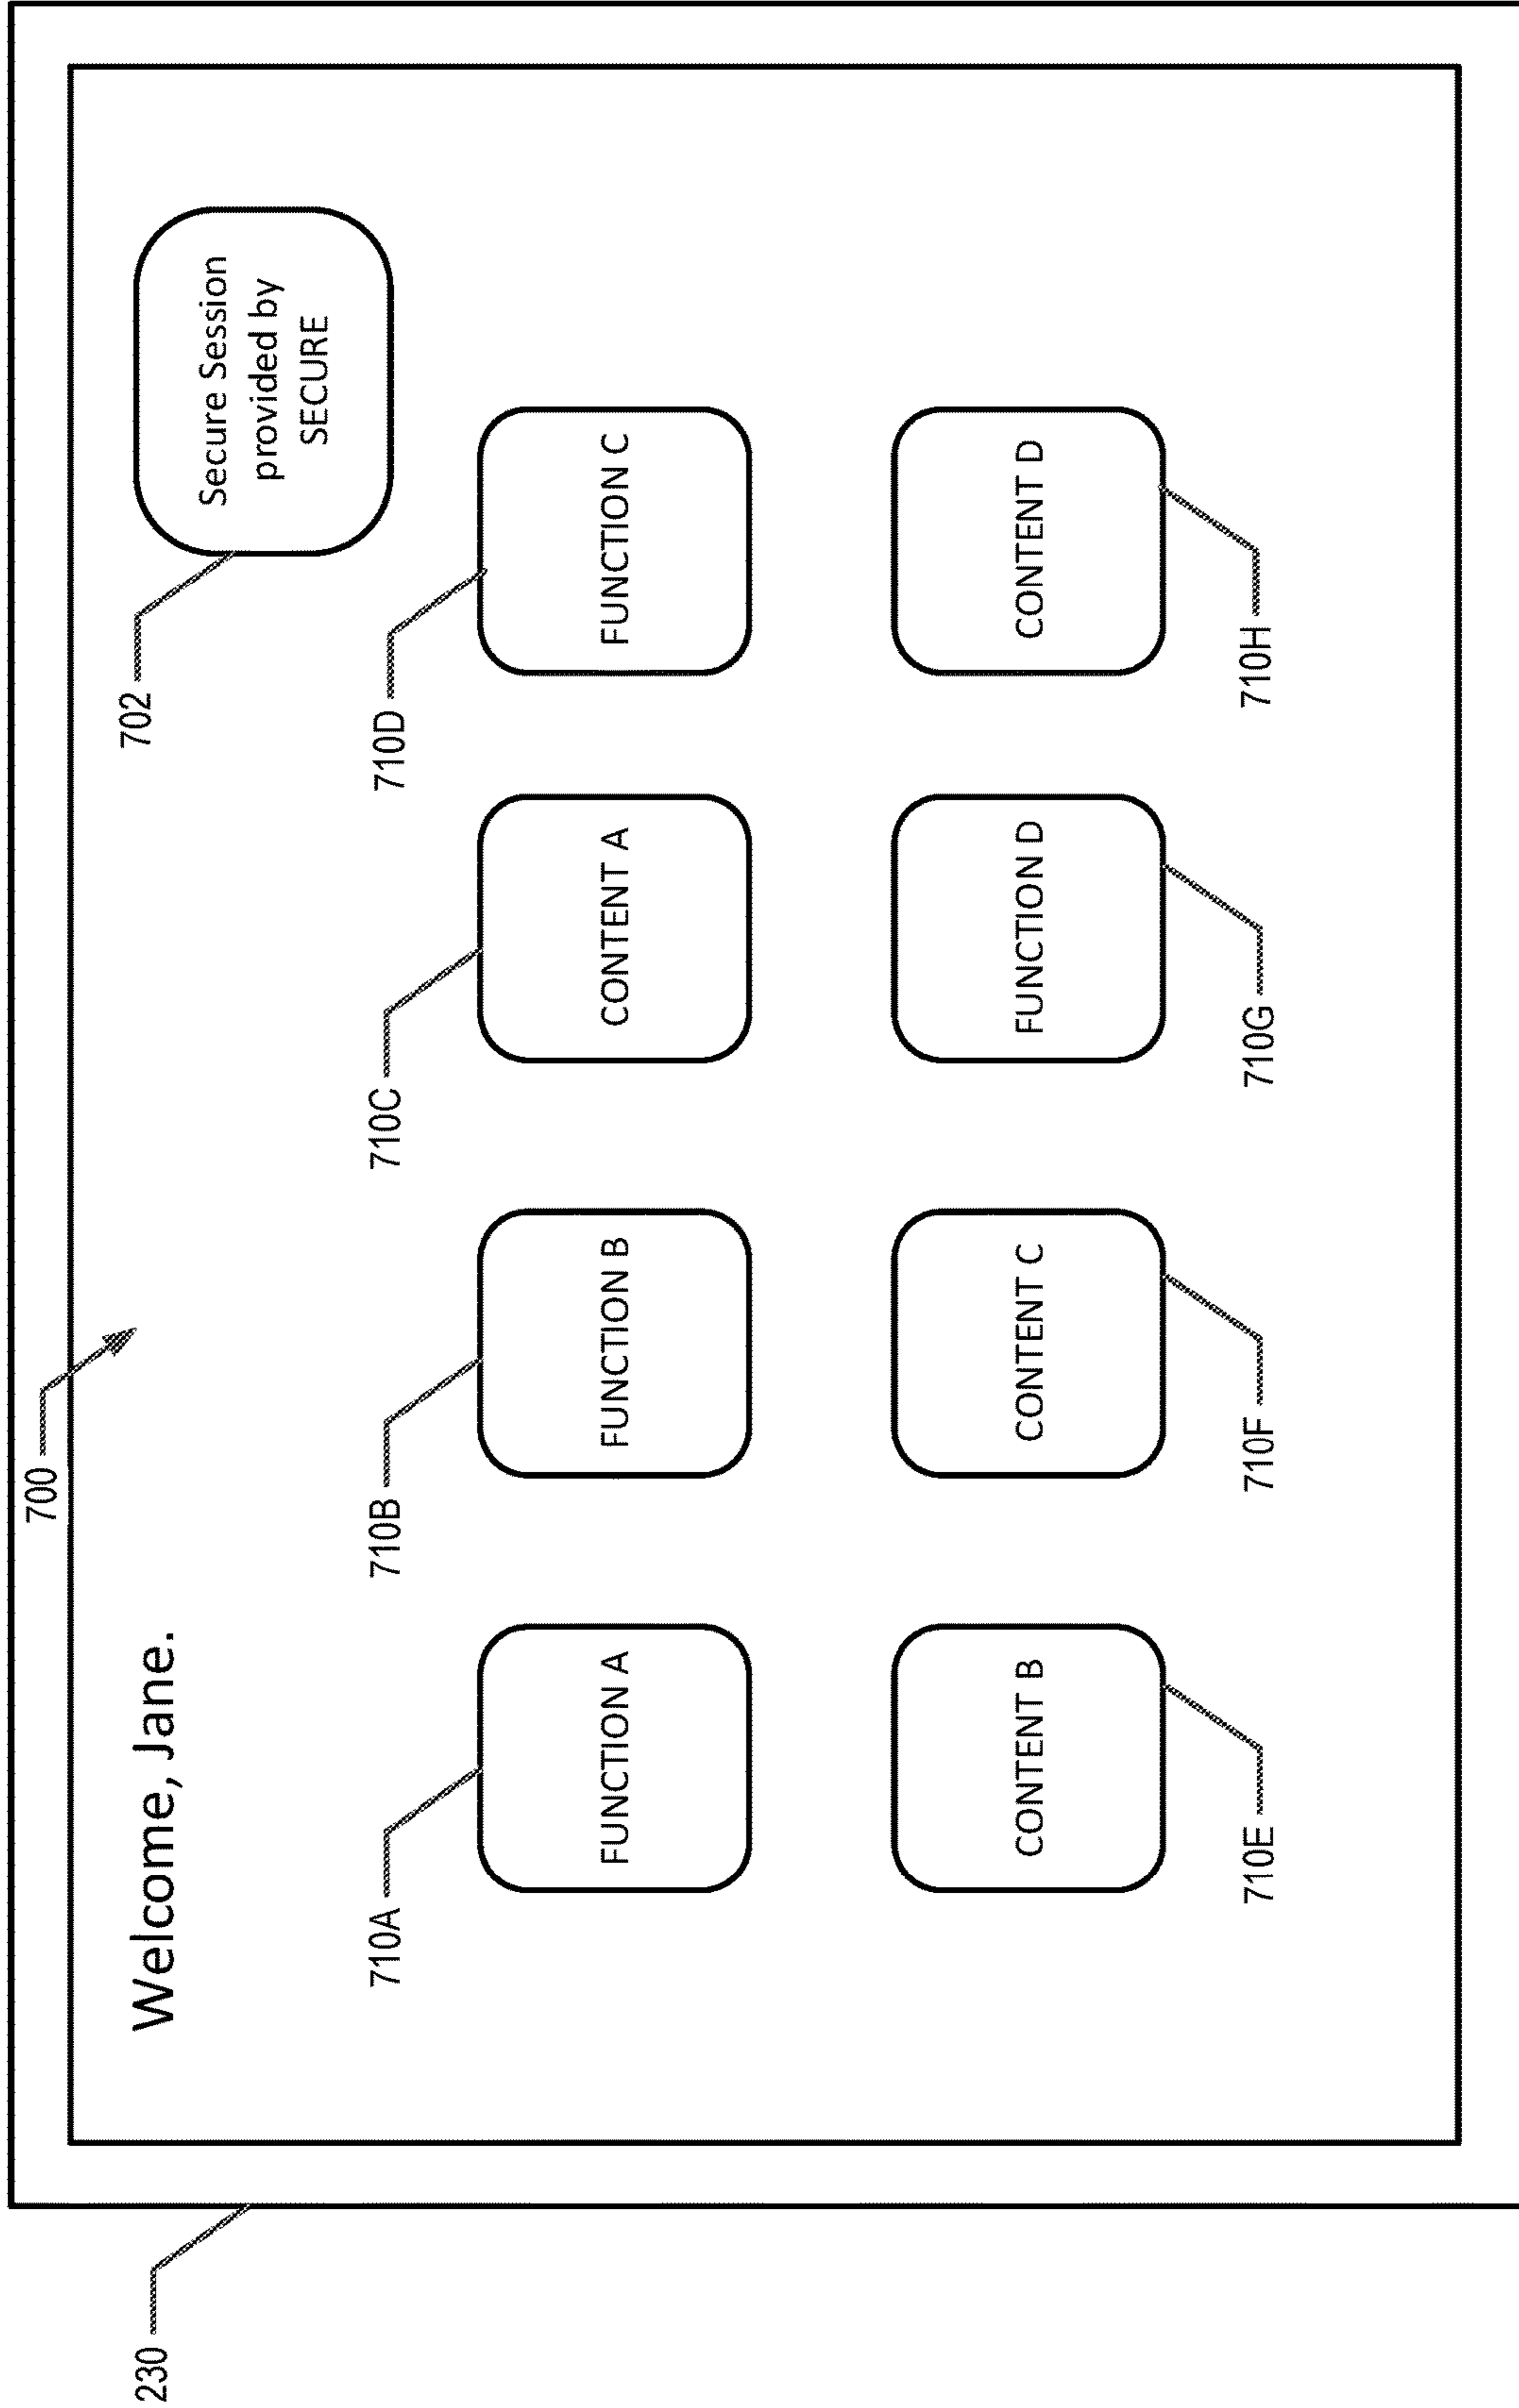 230
700
Welcome, Jane.
702
Secure Session
provided by
SECURE
710A
710B
710C
710D
FUNCTION A
FUNCTION B
CONTENT A
FUNCTION C
CONTENT B
CONTENT C
FUNCTION D
CONTENT D
710E
710F
710G
710H